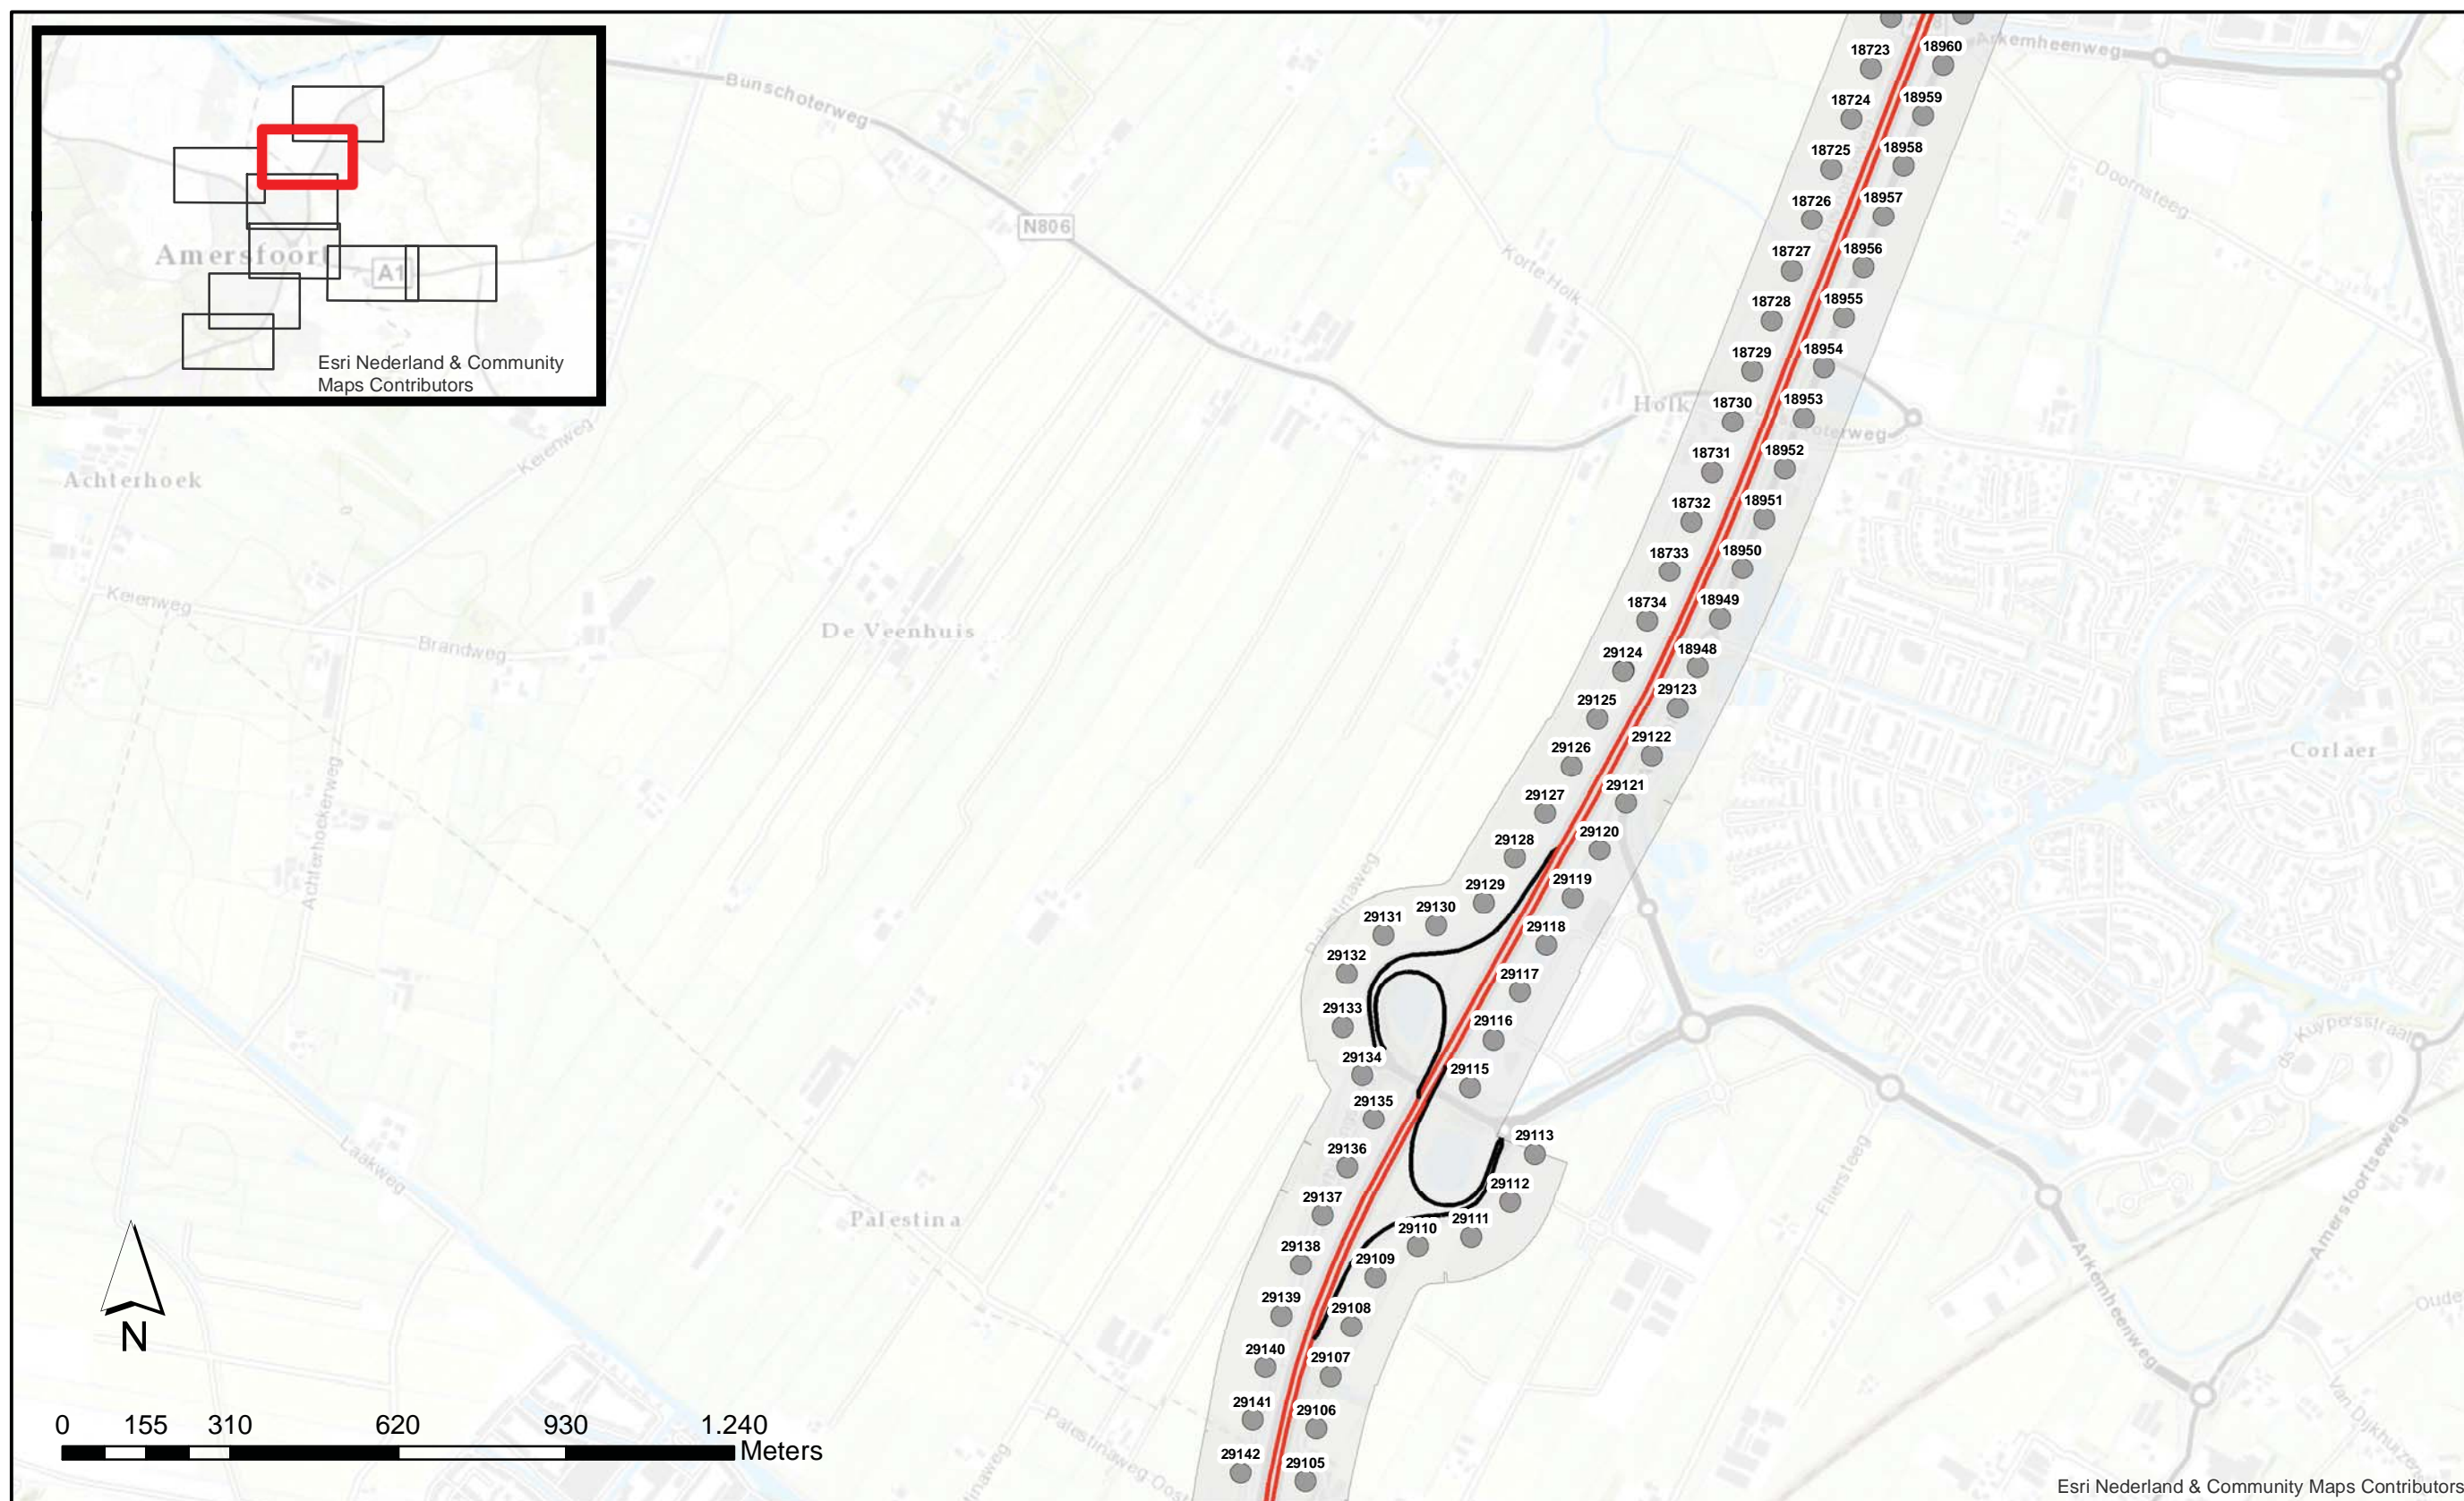 Amersfoort
A1
Esri Nederland & Community
Maps Contributors
Bunschoterweg
N806
Arkemheenweg
Doornsteeg
Korte Holk
Holk
Achterhoek
Keienweg
Keienweg
Brandweg
De Veenhuis
Achterhoekerweg
Laakweg
Palestina
Palestinaweg Oost
Corlaer
ds. Kuypersstraat
Fliersteeg
Arkemheenweg
Amersfoortseweg
18723
18960
18724
18959
18725
18958
18726
18957
18727
18956
18728
18955
18729
18954
18730
18953
18731
18952
18732
18951
18733
18950
18734
18949
29124
18948
29125
29123
29126
29122
29127
29121
29128
29120
29129
29119
29130
29131
29118
29132
29117
29133
29116
29134
29115
29135
29113
29136
29112
29137
29111
29110
29138
29109
29139
29108
29140
29107
29141
29106
29142
29105
N
0 155 310 620 930 1.240
Meters
Esri Nederland & Community Maps Contributors